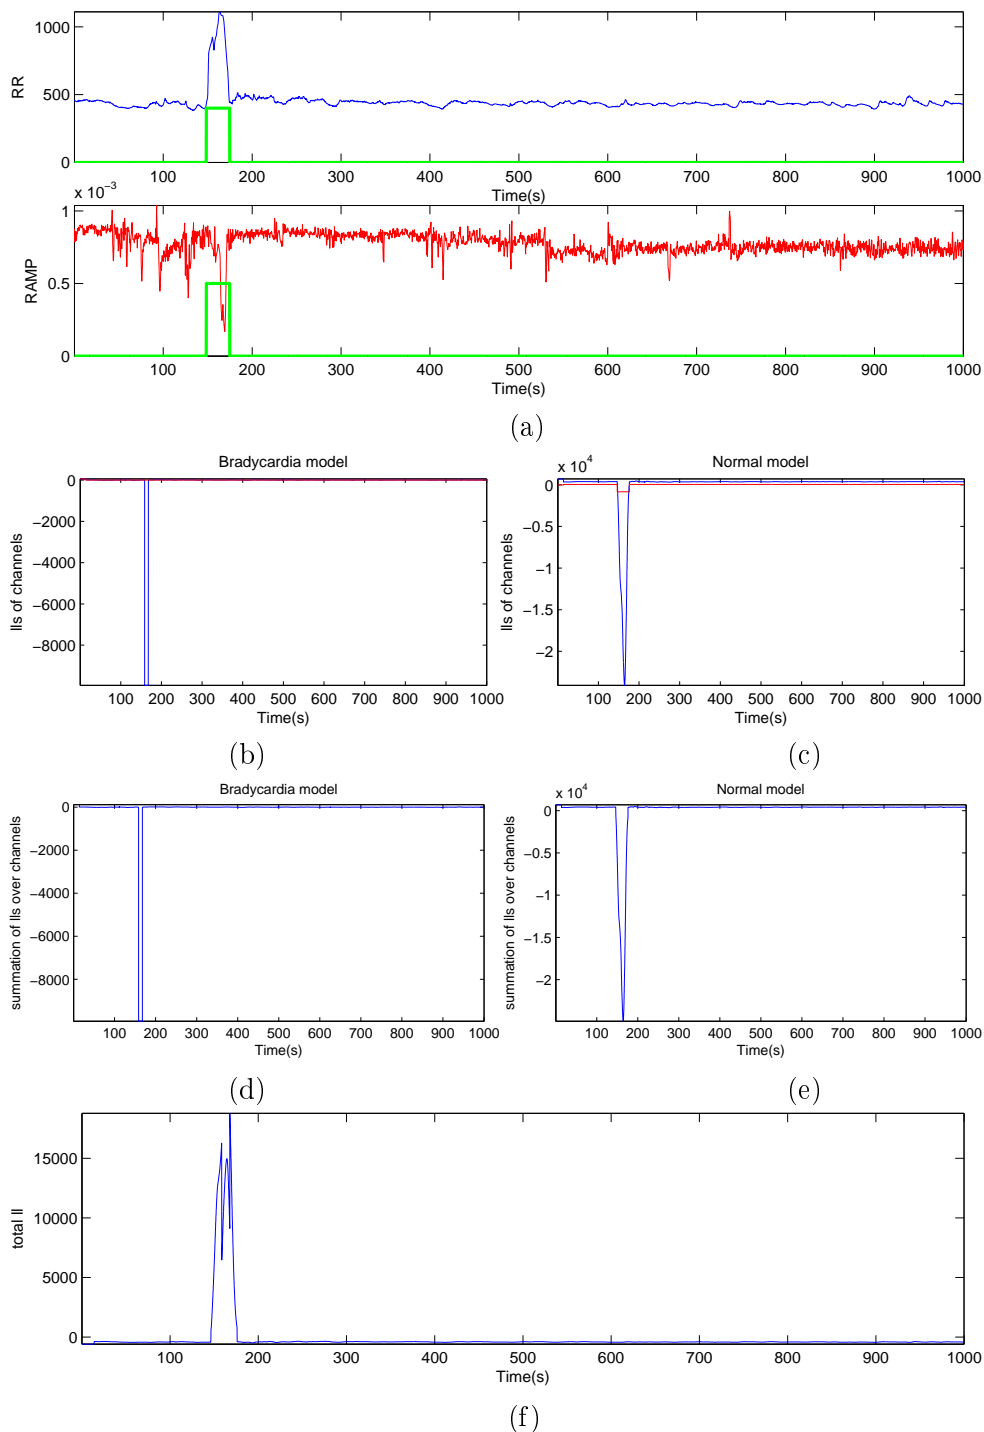 1000
500
0
RR
100 200 300 400 500 600 700 800 900 1000
Time(s)
x 10⁻³
1
0.5
0
RAMP
100 200 300 400 500 600 700 800 900 1000
Time(s)
(a)
Bradycardia model
0
−2000
−4000
−6000
−8000
lls of channels
100 200 300 400 500 600 700 800 900 1000
Time(s)
(b)
Normal model
x 10⁴
0
−0.5
−1
−1.5
−2
lls of channels
100 200 300 400 500 600 700 800 900 1000
Time(s)
(c)
Bradycardia model
0
−2000
−4000
−6000
−8000
summation of lls over channels
100 200 300 400 500 600 700 800 900 1000
Time(s)
(d)
Normal model
x 10⁴
0
−0.5
−1
−1.5
−2
summation of lls over channels
100 200 300 400 500 600 700 800 900 1000
Time(s)
(e)
15000
10000
5000
0
total ll
100 200 300 400 500 600 700 800 900 1000
Time(s)
(f)